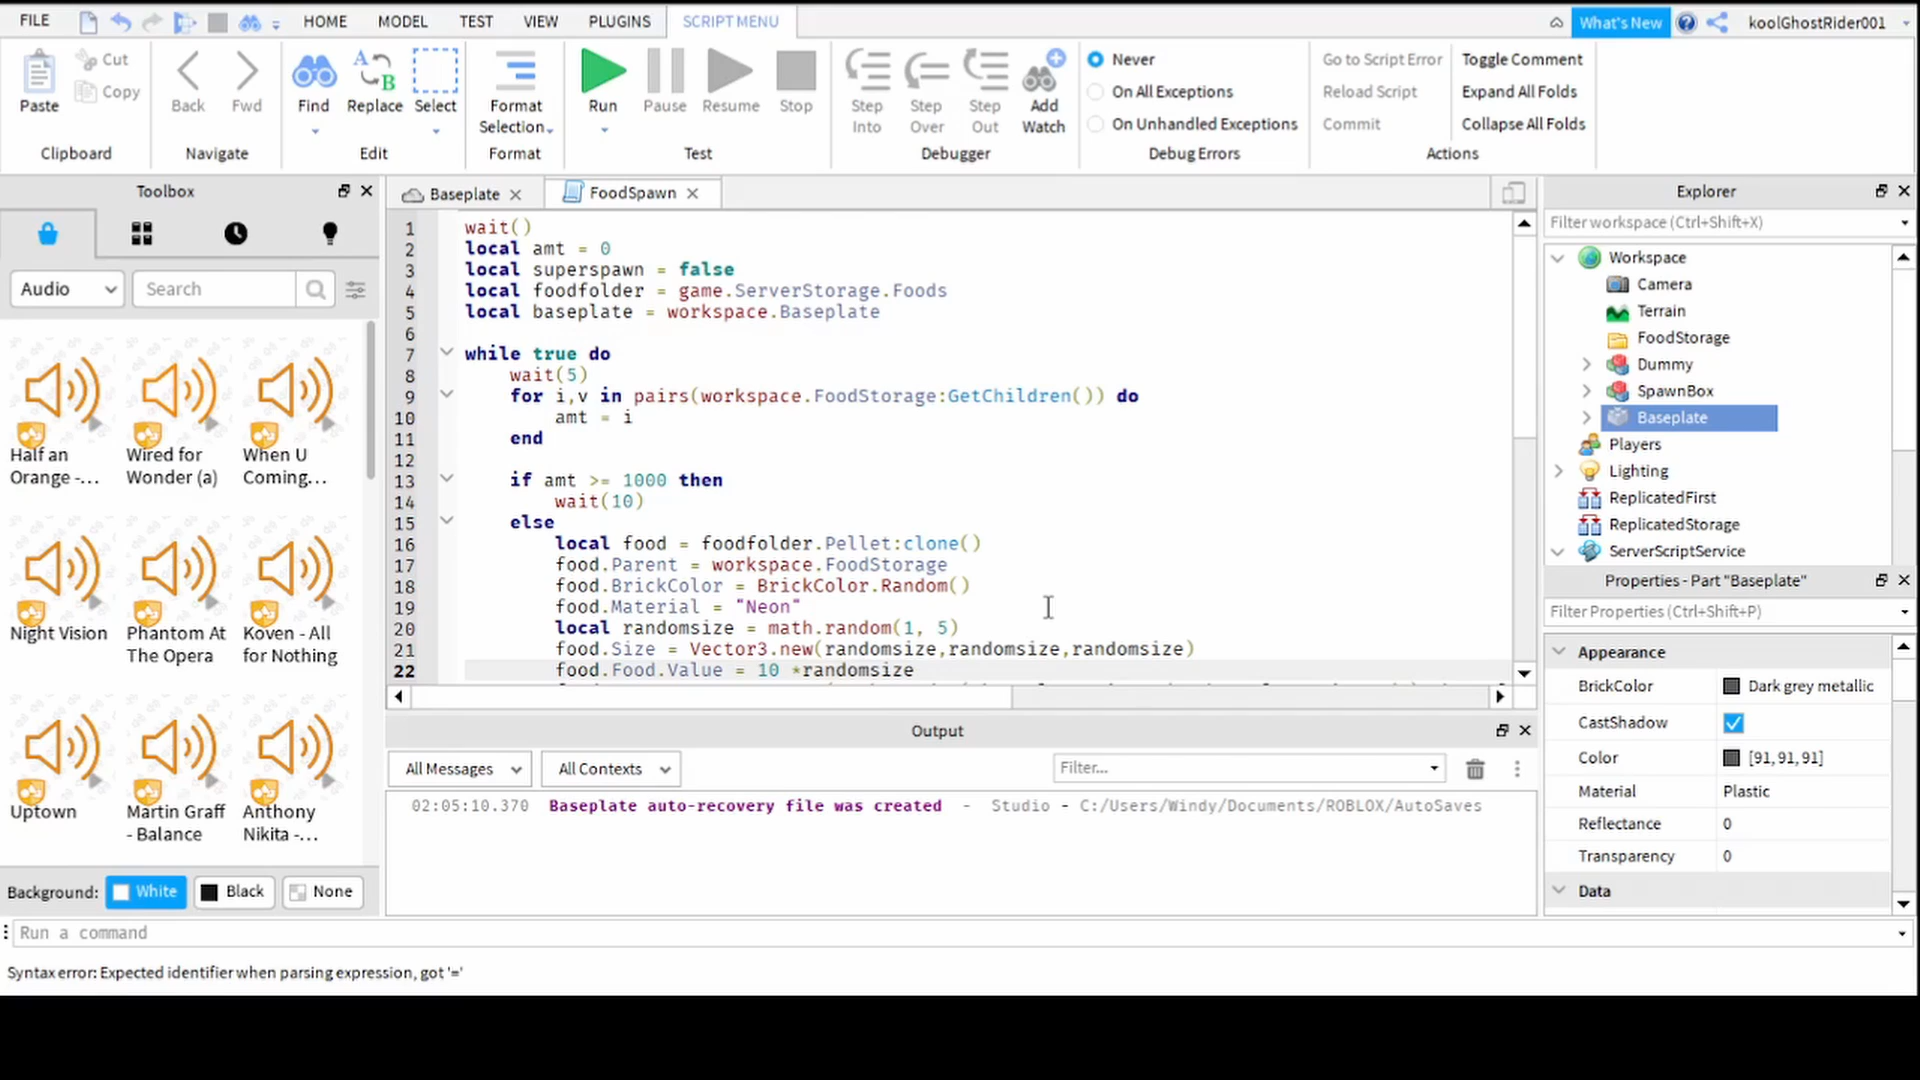 FILE HOME MODEL TEST VIEW PLUGINS SCRIPT MENU What's New koolGhostRider001
Paste Cut Copy Clipboard
Back Fwd Navigate
Find Replace Select Edit
Format Selection Format
Run Pause Resume Stop Test
Step Into Step Over Step Out Add Watch Debugger
Never
On All Exceptions
On Unhandled Exceptions
Debug Errors
Go to Script Error Toggle Comment
Reload Script Expand All Folds
Commit Collapse All Folds
Actions
Toolbox
Audio Search
Half an Orange -...
Wired for Wonder (a)
When U Coming...
Night Vision
Phantom At The Opera
Koven - All for Nothing
Uptown
Martin Graff - Balance
Anthony Nikita -...
Background: White Black None
Baseplate FoodSpawn
1 wait()
2 local amt = 0
3 local superspawn = false
4 local foodfolder = game.ServerStorage.Foods
5 local baseplate = workspace.Baseplate
6
7 while true do
8 wait(5)
9 for i,v in pairs(workspace.FoodStorage:GetChildren()) do
10 amt = i
11 end
12
13 if amt >= 1000 then
14 wait(10)
15 else
16 local food = foodfolder.Pellet:clone()
17 food.Parent = workspace.FoodStorage
18 food.BrickColor = BrickColor.Random()
19 food.Material = "Neon"
20 local randomsize = math.random(1, 5)
21 food.Size = Vector3.new(randomsize,randomsize,randomsize)
22 food.Food.Value = 10 *randomsize
Output
All Messages All Contexts Filter...
02:05:10.370 Baseplate auto-recovery file was created - Studio - C:/Users/Windy/Documents/ROBLOX/AutoSaves
Explorer
Filter workspace (Ctrl+Shift+X)
Workspace
Camera
Terrain
FoodStorage
Dummy
SpawnBox
Baseplate
Players
Lighting
ReplicatedFirst
ReplicatedStorage
ServerScriptService
Properties - Part "Baseplate"
Filter Properties (Ctrl+Shift+P)
Appearance
BrickColor Dark grey metallic
CastShadow
Color [91,91,91]
Material Plastic
Reflectance 0
Transparency 0
Data
Run a command
Syntax error: Expected identifier when parsing expression, got '='